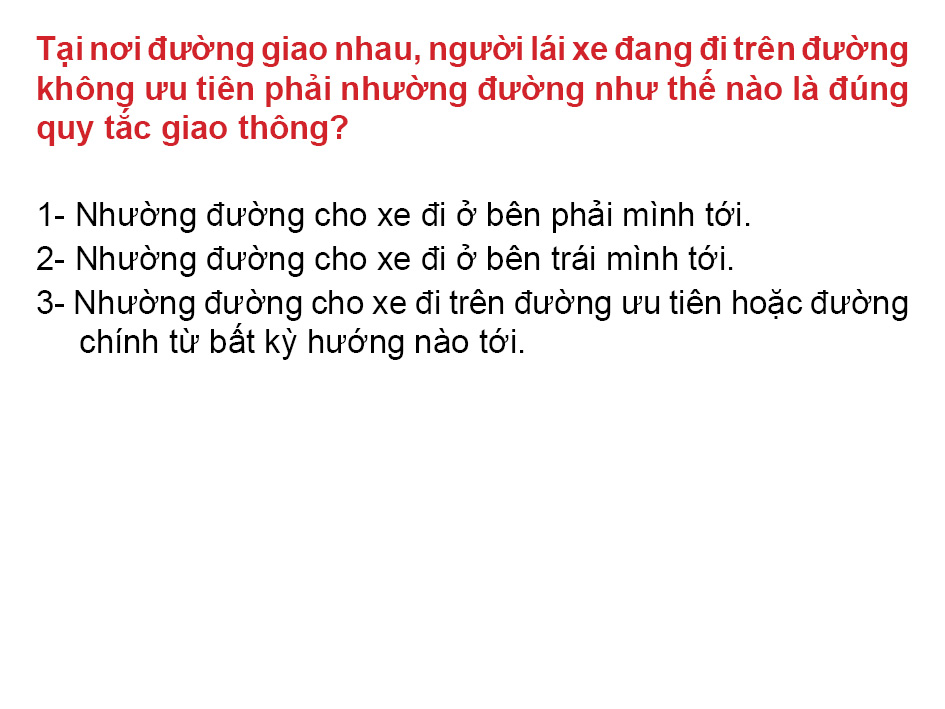 Tại nơi đường giao nhau, người lái xe đang đi trên đường
không ưu tiên phải nhường đường như thế nào là đúng
quy tắc giao thông?
1- Nhường đường cho xe đi ở bên phải mình tới.
2- Nhường đường cho xe đi ở bên trái mình tới.
3- Nhường đường cho xe đi trên đường ưu tiên hoặc đường
chính từ bất kỳ hướng nào tới.